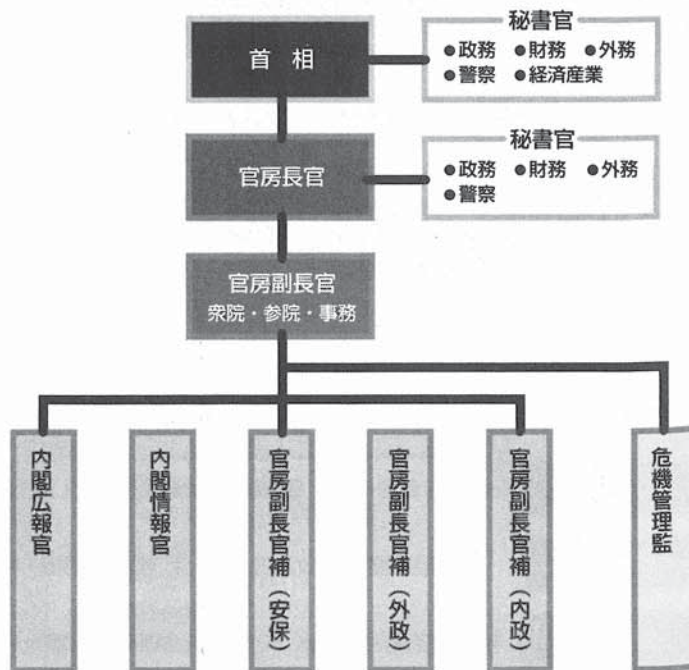 首 相
秘書官
●政務 ●財務 ●外務
●警察 ●経済産業
官房長官
秘書官
●政務 ●財務 ●外務
●警察
官房副長官
衆院・参院・事務
内閣広報官
内閣情報官
官房副長官補（安保）
官房副長官補（外政）
官房副長官補（内政）
危機管理監